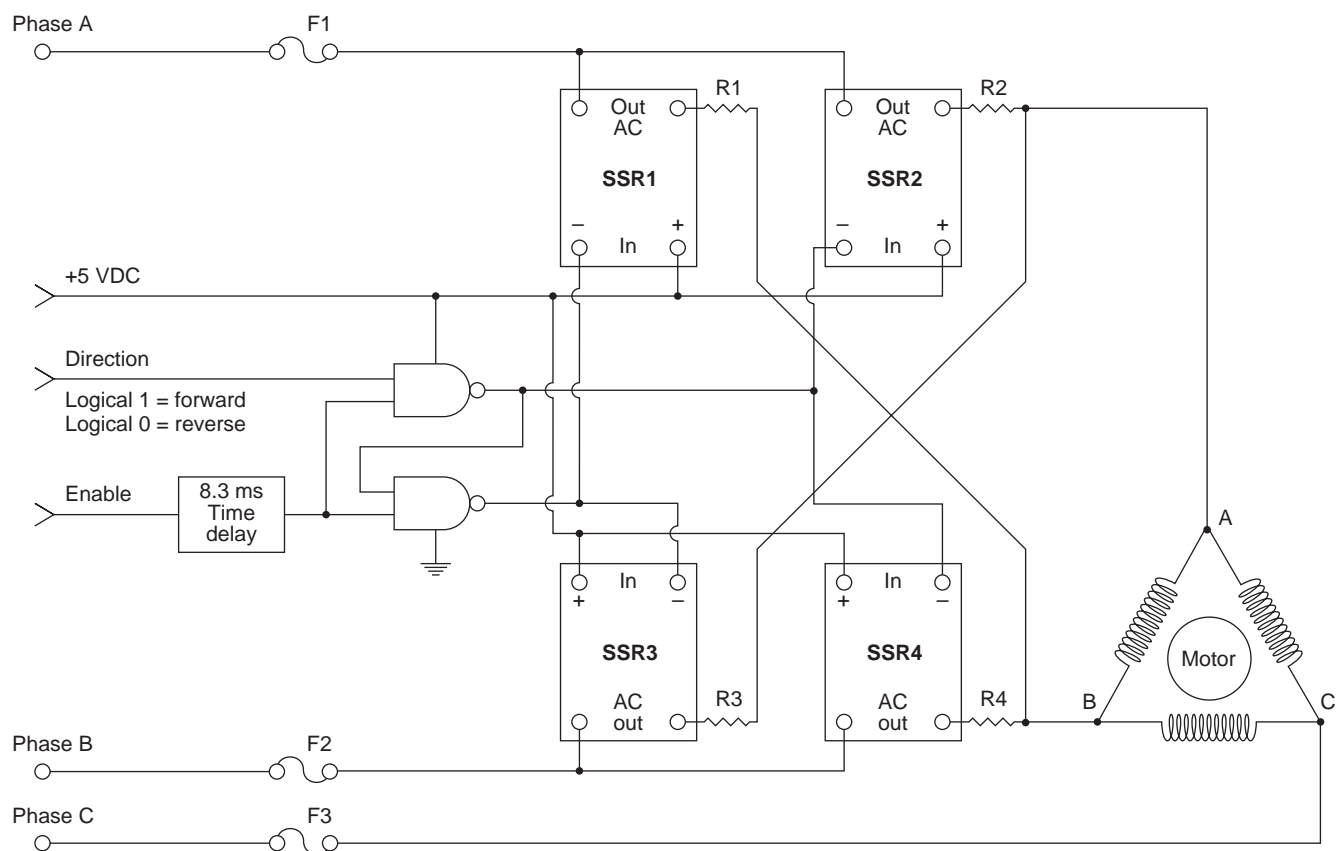 Phase A
F1
R1
R2
Out
AC
SSR1
–
+
In
Out
AC
SSR2
–
+
In
+5 VDC
Direction
Logical 1 = forward
Logical 0 = reverse
Enable
8.3 ms
Time
delay
In
+
–
SSR3
AC
out
R3
In
+
–
SSR4
AC
out
R4
A
Motor
B
C
Phase B
F2
Phase C
F3